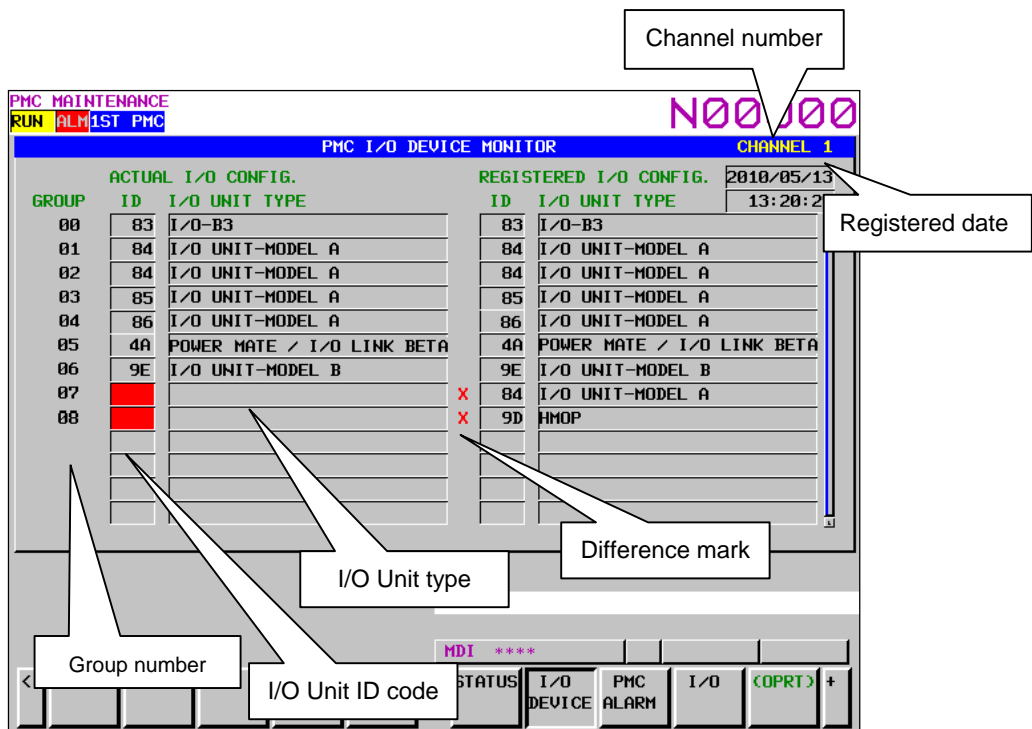 Channel number
PMC MAINTENANCE
RUN ALM 1ST PMC
PMC I/O DEVICE MONITOR CHANNEL 1
ACTUAL I/O CONFIG. REGISTERED I/O CONFIG. 2010/05/13
GROUP ID I/O UNIT TYPE ID I/O UNIT TYPE 13:20:2
Registered date
00 83 I/O-B3 83 I/O-B3
01 84 I/O UNIT-MODEL A 84 I/O UNIT-MODEL A
02 84 I/O UNIT-MODEL A 84 I/O UNIT-MODEL A
03 85 I/O UNIT-MODEL A 85 I/O UNIT-MODEL A
04 86 I/O UNIT-MODEL A 86 I/O UNIT-MODEL A
05 4A POWER MATE / I/O LINK BETA 4A POWER MATE / I/O LINK BETA
06 9E I/O UNIT-MODEL B 9E I/O UNIT-MODEL B
07 X 84 I/O UNIT-MODEL A
08 X 9D HMOP
Difference mark
I/O Unit type
MDI ****
Group number
I/O Unit ID code
< STATUS I/O PMC I/O (OPRT) +
DEVICE ALARM